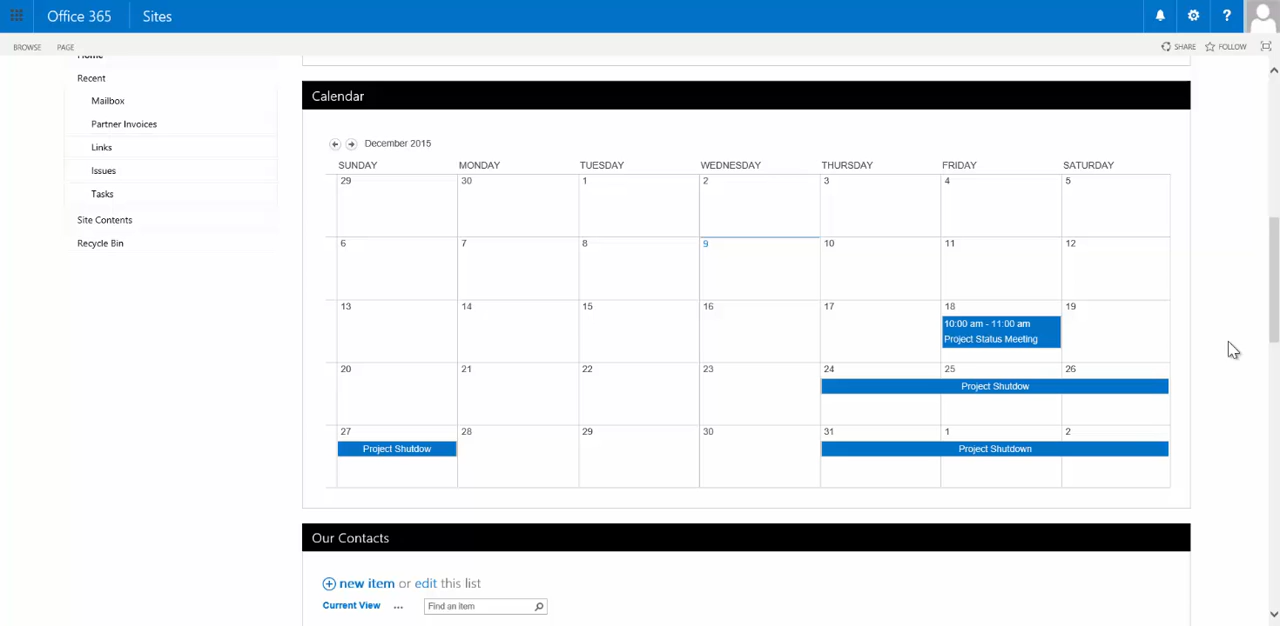 Office 365 Sites ?
BROWSE PAGE SHARE FOLLOW
Home
Recent
Mailbox
Partner Invoices
Links
Issues
Tasks
Site Contents
Recycle Bin
Calendar
December 2015
SUNDAY MONDAY TUESDAY WEDNESDAY THURSDAY FRIDAY SATURDAY
29 30 1 2 3 4 5
6 7 8 9 10 11 12
13 14 15 16 17 18 19
10:00 am - 11:00 am
Project Status Meeting
20 21 22 23 24 25 26
Project Shutdow
27 28 29 30 31 1 2
Project Shutdow Project Shutdown
Our Contacts
new item or edit this list
Current View ... Find an item